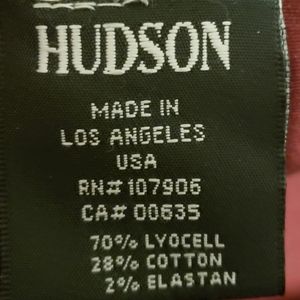 HUDSON
MADE IN
LOS ANGELES
USA
RN# 107906
CA# 00635
70% LYOCELL
28% COTTON
2% ELASTAN